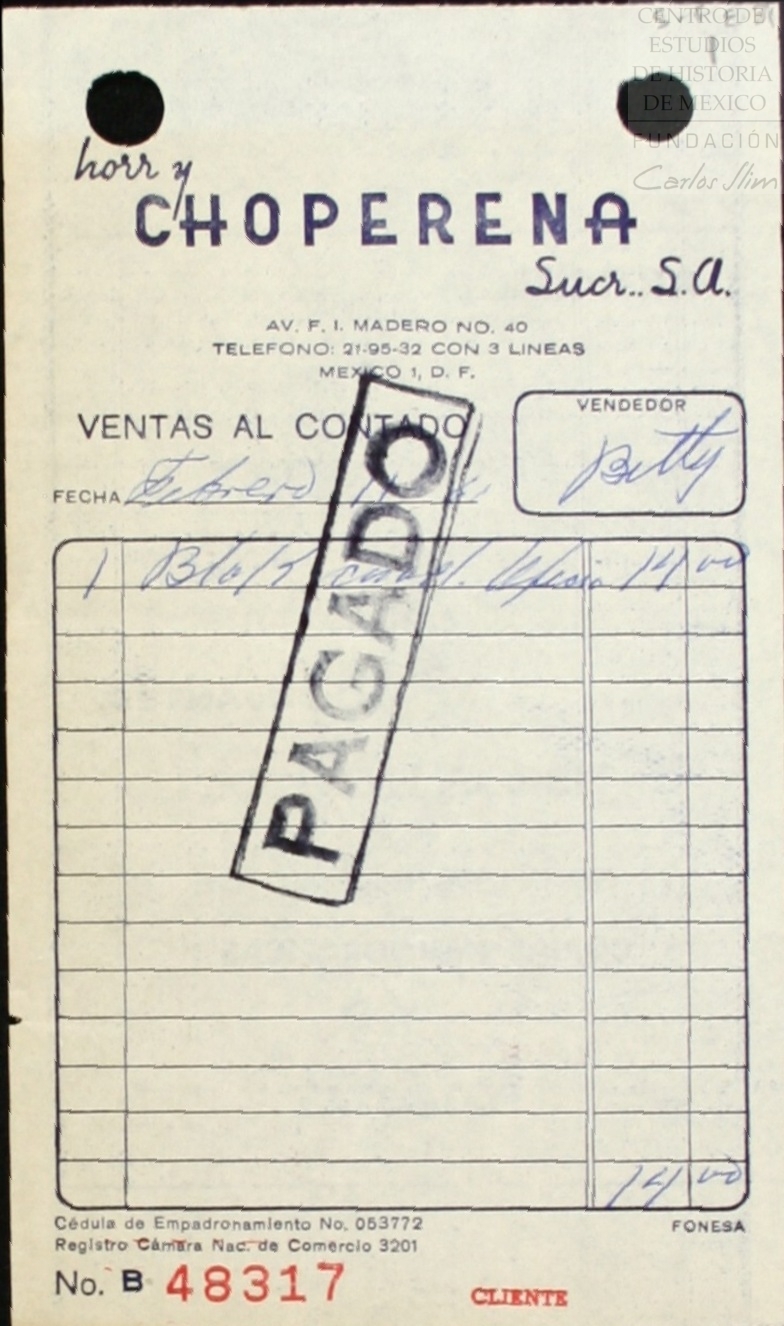 CENTRO DE
ESTUDIOS
DE HISTORIA
DE MEXICO
FUNDACIÓN
Carlos Slim
horr y
CHOPERENA
Sucr.. S.A.
AV. F. I. MADERO NO. 40
TELEFONO: 21-95-32 CON 3 LINEAS
MEXICO 1, D. F.
VENTAS AL CONTADO
VENDEDOR
Betty
FECHA Febrero
1 Block 14 00
PAGADO
14 00
Cédula de Empadronamiento No. 053772
FONESA
Registro Cámara Nac. de Comercio 3201
No. B 48317
CLIENTE